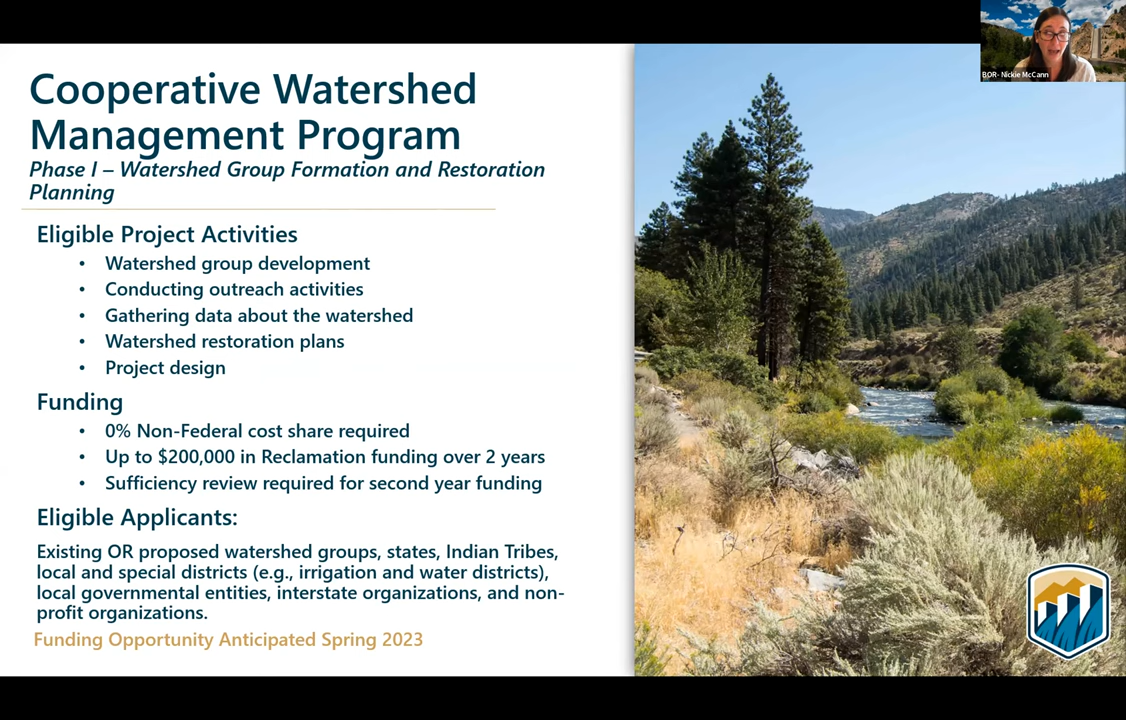 BOR- Nickie McCann
Cooperative Watershed
Management Program
Phase I – Watershed Group Formation and Restoration
Planning
Eligible Project Activities
• Watershed group development
• Conducting outreach activities
• Gathering data about the watershed
• Watershed restoration plans
• Project design
Funding
• 0% Non-Federal cost share required
• Up to $200,000 in Reclamation funding over 2 years
• Sufficiency review required for second year funding
Eligible Applicants:
Existing OR proposed watershed groups, states, Indian Tribes,
local and special districts (e.g., irrigation and water districts),
local governmental entities, interstate organizations, and non-
profit organizations.
Funding Opportunity Anticipated Spring 2023